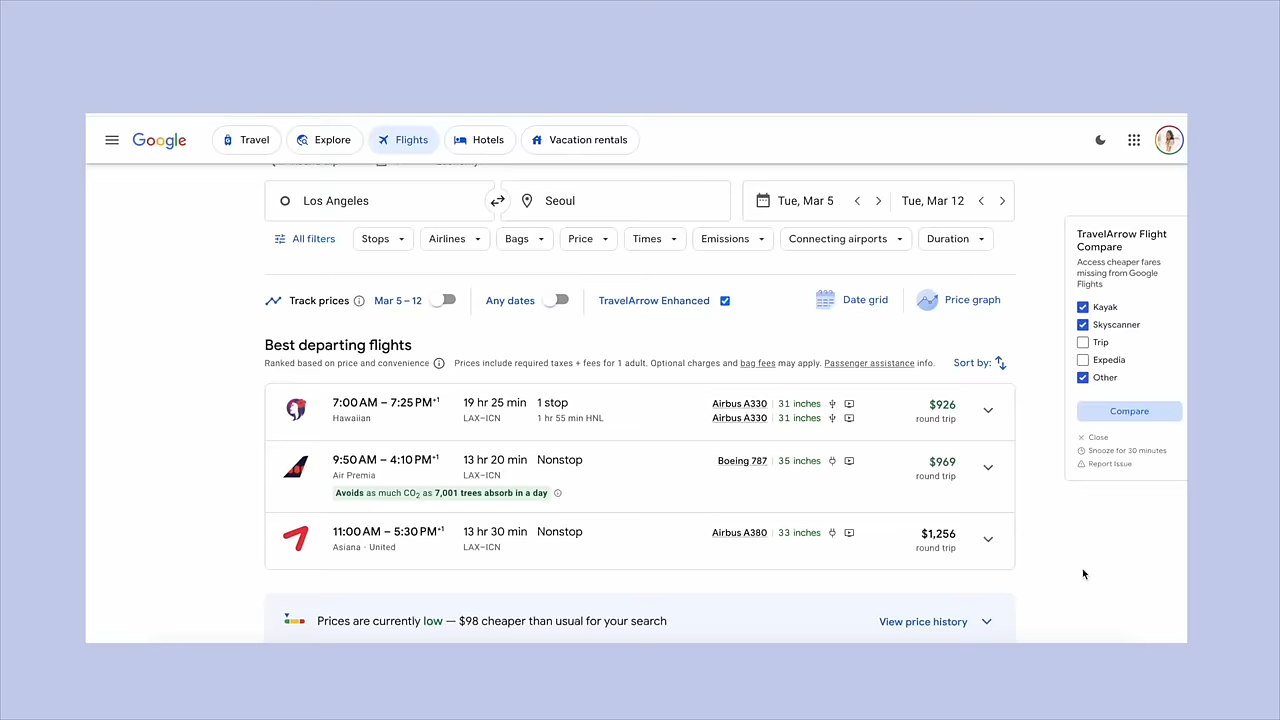 Google Travel Explore Flights Hotels Vacation rentals
Los Angeles Seoul Tue, Mar 5 Tue, Mar 12
All filters Stops Airlines Bags Price Times Emissions Connecting airports Duration
Track prices Mar 5 – 12 Any dates TravelArrow Enhanced Date grid Price graph
Best departing flights
Ranked based on price and convenience Prices include required taxes + fees for 1 adult. Optional charges and bag fees may apply. Passenger assistance info. Sort by:
7:00 AM – 7:25 PM+1 19 hr 25 min 1 stop Airbus A330 31 inches $926
Hawaiian LAX–ICN 1 hr 55 min HNL Airbus A330 31 inches round trip
9:50 AM – 4:10 PM+1 13 hr 20 min Nonstop Boeing 787 35 inches $969
Air Premia LAX–ICN round trip
Avoids as much CO2 as 7,001 trees absorb in a day
11:00 AM – 5:30 PM+1 13 hr 30 min Nonstop Airbus A380 33 inches $1,256
Asiana · United LAX–ICN round trip
Prices are currently low — $98 cheaper than usual for your search View price history
TravelArrow Flight
Compare
Access cheaper fares
missing from Google
Flights
Kayak
Skyscanner
Trip
Expedia
Other
Compare
Close
Snooze for 30 minutes
Report Issue